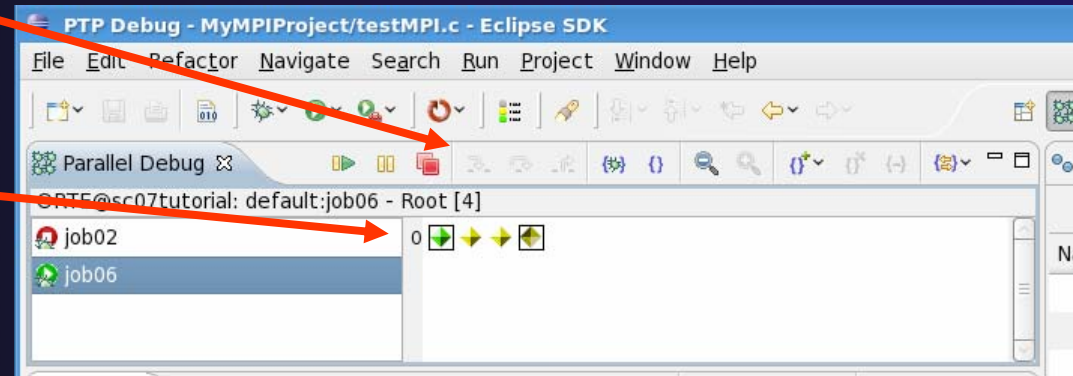 PTP Debug - MyMPIProject/testMPI.c - Eclipse SDK
File Edit Refactor Navigate Search Run Project Window Help
010
Parallel Debug
ORTE@sc07tutorial: default:job06 - Root [4]
job02
0
job06